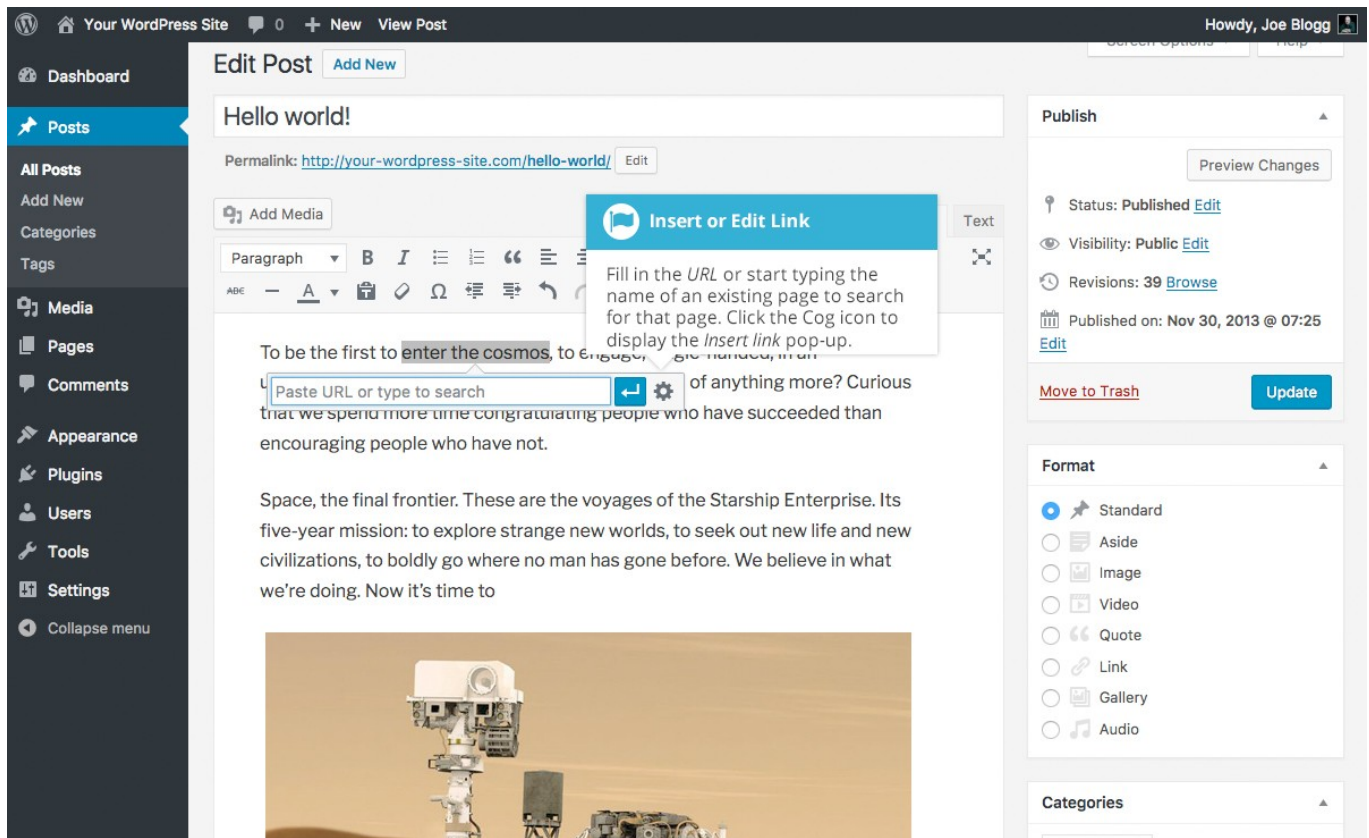 Your WordPress Site 0 + New View Post Howdy, Joe Blogg
Dashboard
Posts
All Posts
Add New
Categories
Tags
Media
Pages
Comments
Appearance
Plugins
Users
Tools
Settings
Collapse menu
Screen Options Help
Edit Post Add New
Hello world!
Permalink: http://your-wordpress-site.com/hello-world/ Edit
Add Media
Text
Paragraph B I
ABC A Ω
Insert or Edit Link
Fill in the URL or start typing the
name of an existing page to search
for that page. Click the Cog icon to
display the Insert link pop-up.
To be the first to enter the cosmos, to engage, in an
Paste URL or type to search
of anything more? Curious
that we spend more time congratulating people who have succeeded than
encouraging people who have not.
Space, the final frontier. These are the voyages of the Starship Enterprise. Its
five-year mission: to explore strange new worlds, to seek out new life and new
civilizations, to boldly go where no man has gone before. We believe in what
we're doing. Now it's time to
Publish
Preview Changes
Status: Published Edit
Visibility: Public Edit
Revisions: 39 Browse
Published on: Nov 30, 2013 @ 07:25
Edit
Move to Trash Update
Format
Standard
Aside
Image
Video
Quote
Link
Gallery
Audio
Categories